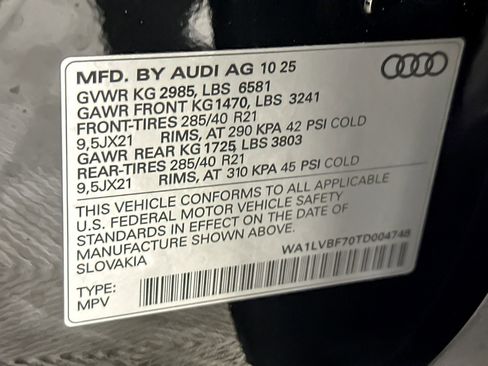 MFD. BY AUDI AG 10 25
GVWR KG 2985, LBS 6581
GAWR FRONT KG 1470, LBS 3241
FRONT-TIRES 285/40 R21
9,5JX21 RIMS, AT 290 KPA 42 PSI COLD
GAWR REAR KG 1725, LBS 3803
REAR-TIRES 285/40 R21
9,5JX21 RIMS, AT 310 KPA 45 PSI COLD
THIS VEHICLE CONFORMS TO ALL APPLICABLE
U.S. FEDERAL MOTOR VEHICLE SAFETY
STANDARDS IN EFFECT ON THE DATE OF
MANUFACTURE SHOWN ABOVE.
SLOVAKIA
WA1LVBF70TD004748
TYPE:
MPV